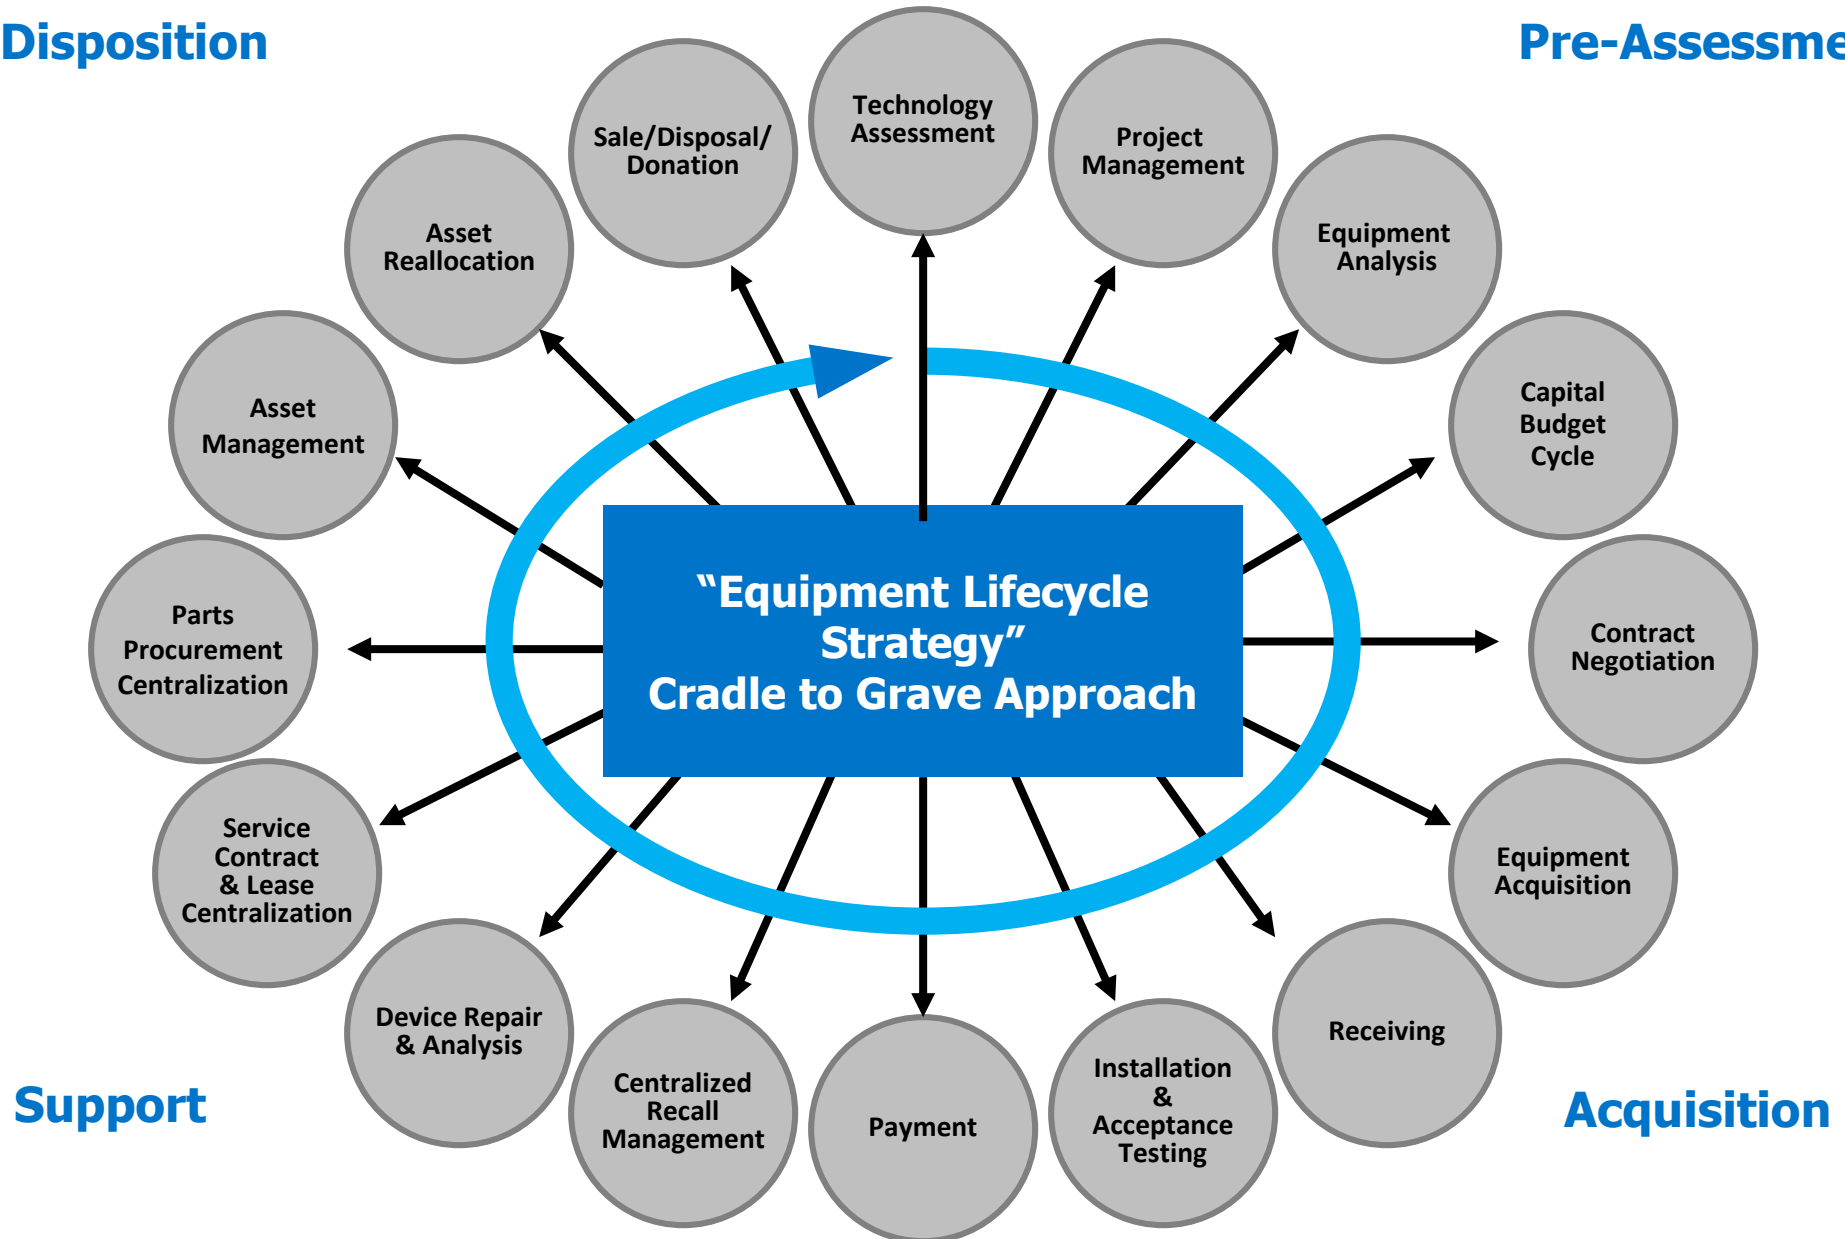 Disposition
Pre-Assessme
Technology
Assessment
Project
Management
Equipment
Analysis
Capital
Budget
Cycle
Contract
Negotiation
Equipment
Acquisition
Receiving
Installation
&
Acceptance
Testing
Payment
Centralized
Recall
Management
Device Repair
& Analysis
Service
Contract
& Lease
Centralization
Parts
Procurement
Centralization
Asset
Management
Asset
Reallocation
Sale/Disposal/
Donation
“Equipment Lifecycle
Strategy”
Cradle to Grave Approach
Support
Acquisition